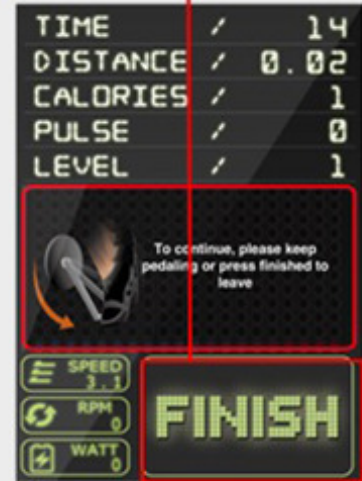 TIME / 14
DISTANCE / 0.02
CALORIES / 1
PULSE / 0
LEVEL / 1
To continue, please keep
pedaling or press finished to
leave
SPEED
3.1
RPM
0
WATT
0
FINISH